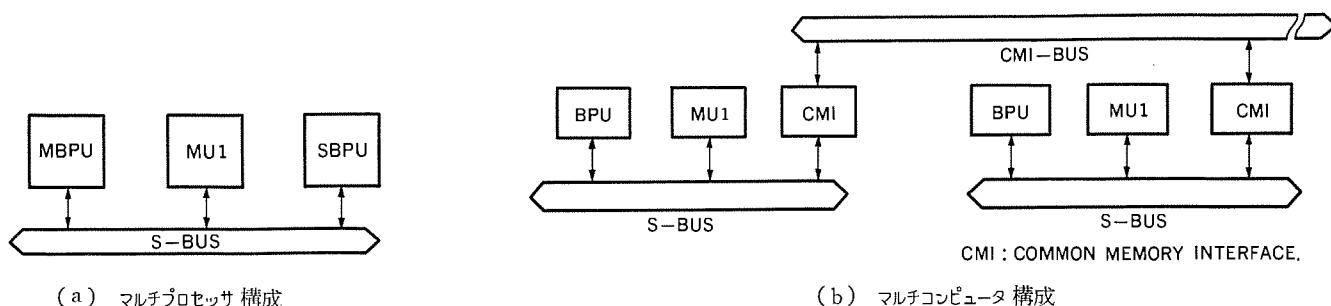 MBPU
MU1
SBPU
S-BUS
(a) マルチプロセッサ 構成
CMI-BUS
BPU
MU1
CMI
BPU
MU1
CMI
S-BUS
S-BUS
CMI : COMMON MEMORY INTERFACE.
(b) マルチコンピュータ 構成